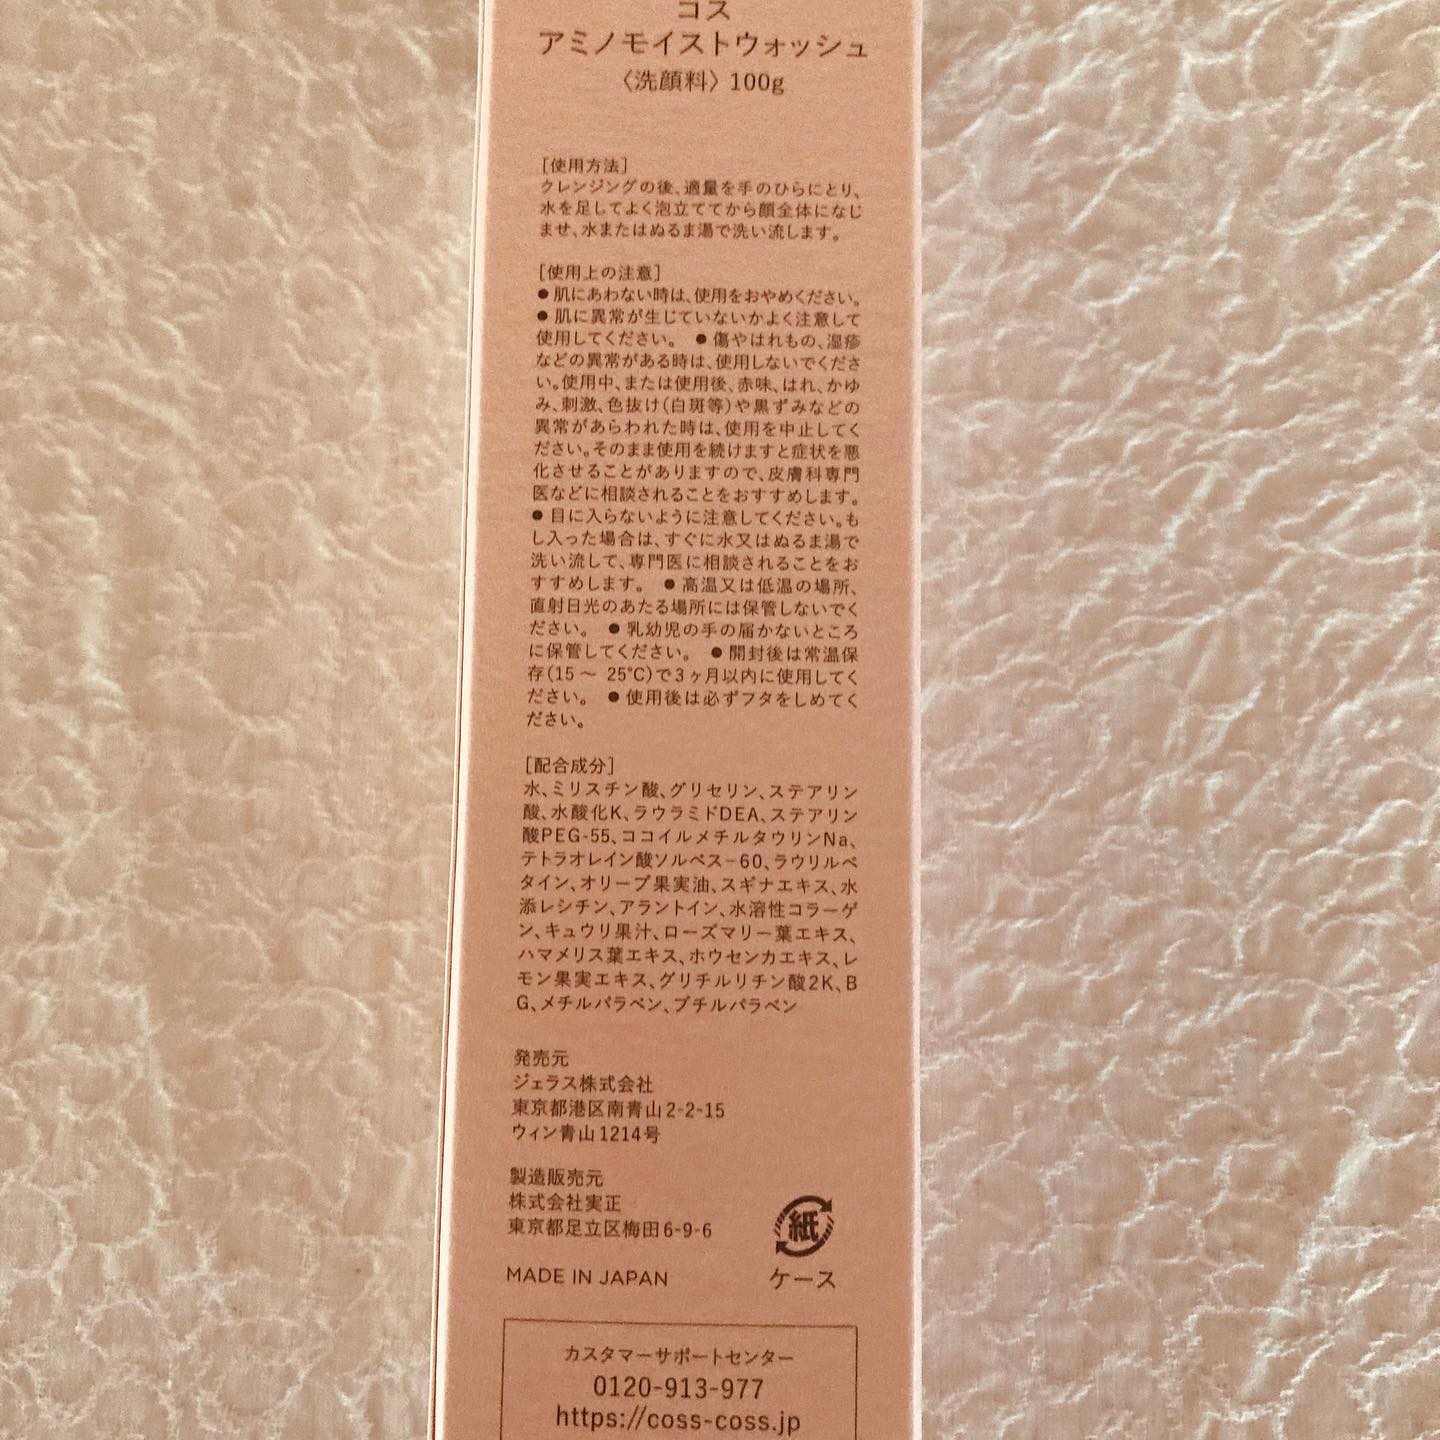 コス
アミノモイストウォッシュ
〈洗顔料〉100g
[使用方法]
クレンジングの後、適量を手のひらにとり、
水を足してよく泡立ててから顔全体になじ
ませ、水またはぬるま湯で洗い流します。
[使用上の注意]
●肌にあわない時は、使用をおやめください。
●肌に異常が生じていないかよく注意して
使用してください。 ●傷やはれもの、湿疹
などの異常がある時は、使用しないでくださ
い。使用中、または使用後、赤味、はれ、かゆ
み、刺激、色抜け(白斑等)や黒ずみなどの
異常があらわれた時は、使用を中止してく
ださい。そのまま使用を続けますと症状を悪
化させることがありますので、皮膚科専門
医などに相談されることをおすすめします。
●目に入らないように注意してください。も
し入った場合は、すぐに水又はぬるま湯で
洗い流して、専門医に相談されることをお
すすめします。 ●高温又は低温の場所、
直射日光のあたる場所には保管しないでく
ださい。 ●乳幼児の手の届かないところ
に保管してください。 ●開封後は常温保
存(15～25℃)で3ヶ月以内に使用してく
ださい。 ●使用後は必ずフタをしめてく
ださい。
[配合成分]
水、ミリスチン酸、グリセリン、ステアリン
酸、水酸化K、ラウラミドDEA、ステアリン
酸PEG-55、ココイルメチルタウリンNa、
テトラオレイン酸ソルベス-60、ラウリルベ
タイン、オリーブ果実油、スギナエキス、水
添レシチン、アラントイン、水溶性コラーゲ
ン、キュウリ果汁、ローズマリー葉エキス、
ハマメリス葉エキス、ホウセンカエキス、レ
モン果実エキス、グリチルリチン酸2K、B
G、メチルパラベン、ブチルパラベン
発売元
ジェラス株式会社
東京都港区南青山2-2-15
ウィン青山1214号
製造販売元
株式会社実正
東京都足立区梅田6-9-6
紙
MADE IN JAPAN ケース
カスタマーサポートセンター
0120-913-977
https://coss-coss.jp